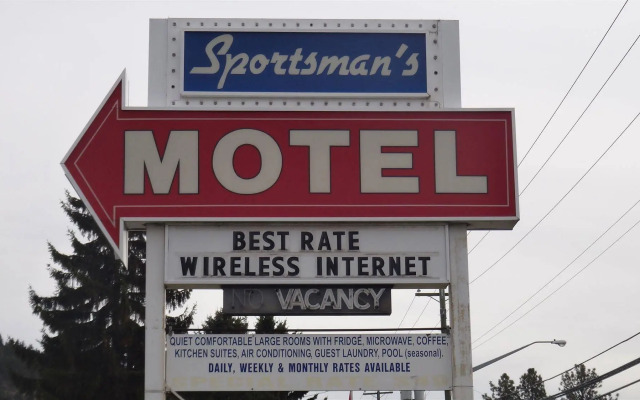 Sportsman's
MOTEL
BEST RATE
WIRELESS INTERNET
NO VACANCY
QUIET COMFORTABLE LARGE ROOMS WITH FRIDGE, MICROWAVE, COFFEE,
KITCHEN SUITES, AIR CONDITIONING, GUEST LAUNDRY, POOL (seasonal).
DAILY, WEEKLY & MONTHLY RATES AVAILABLE